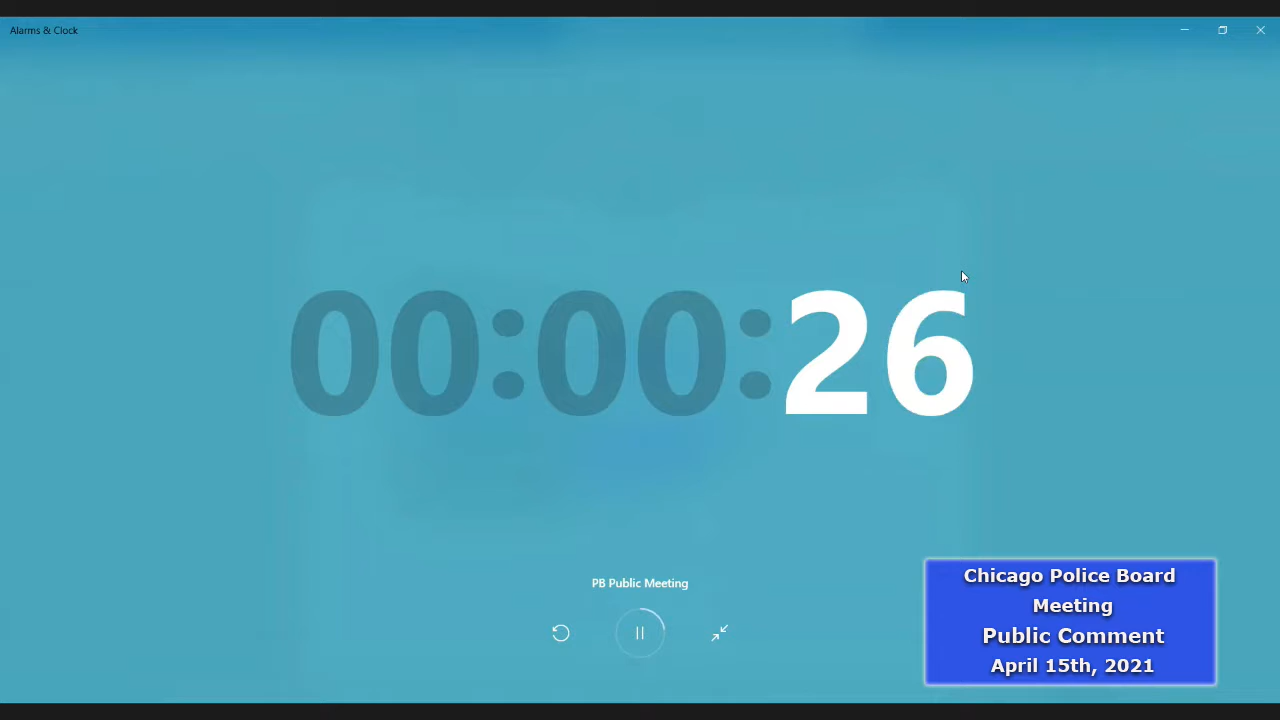 Alarms & Clock
00:00:26
PB Public Meeting
Chicago Police Board
Meeting
Public Comment
April 15th, 2021